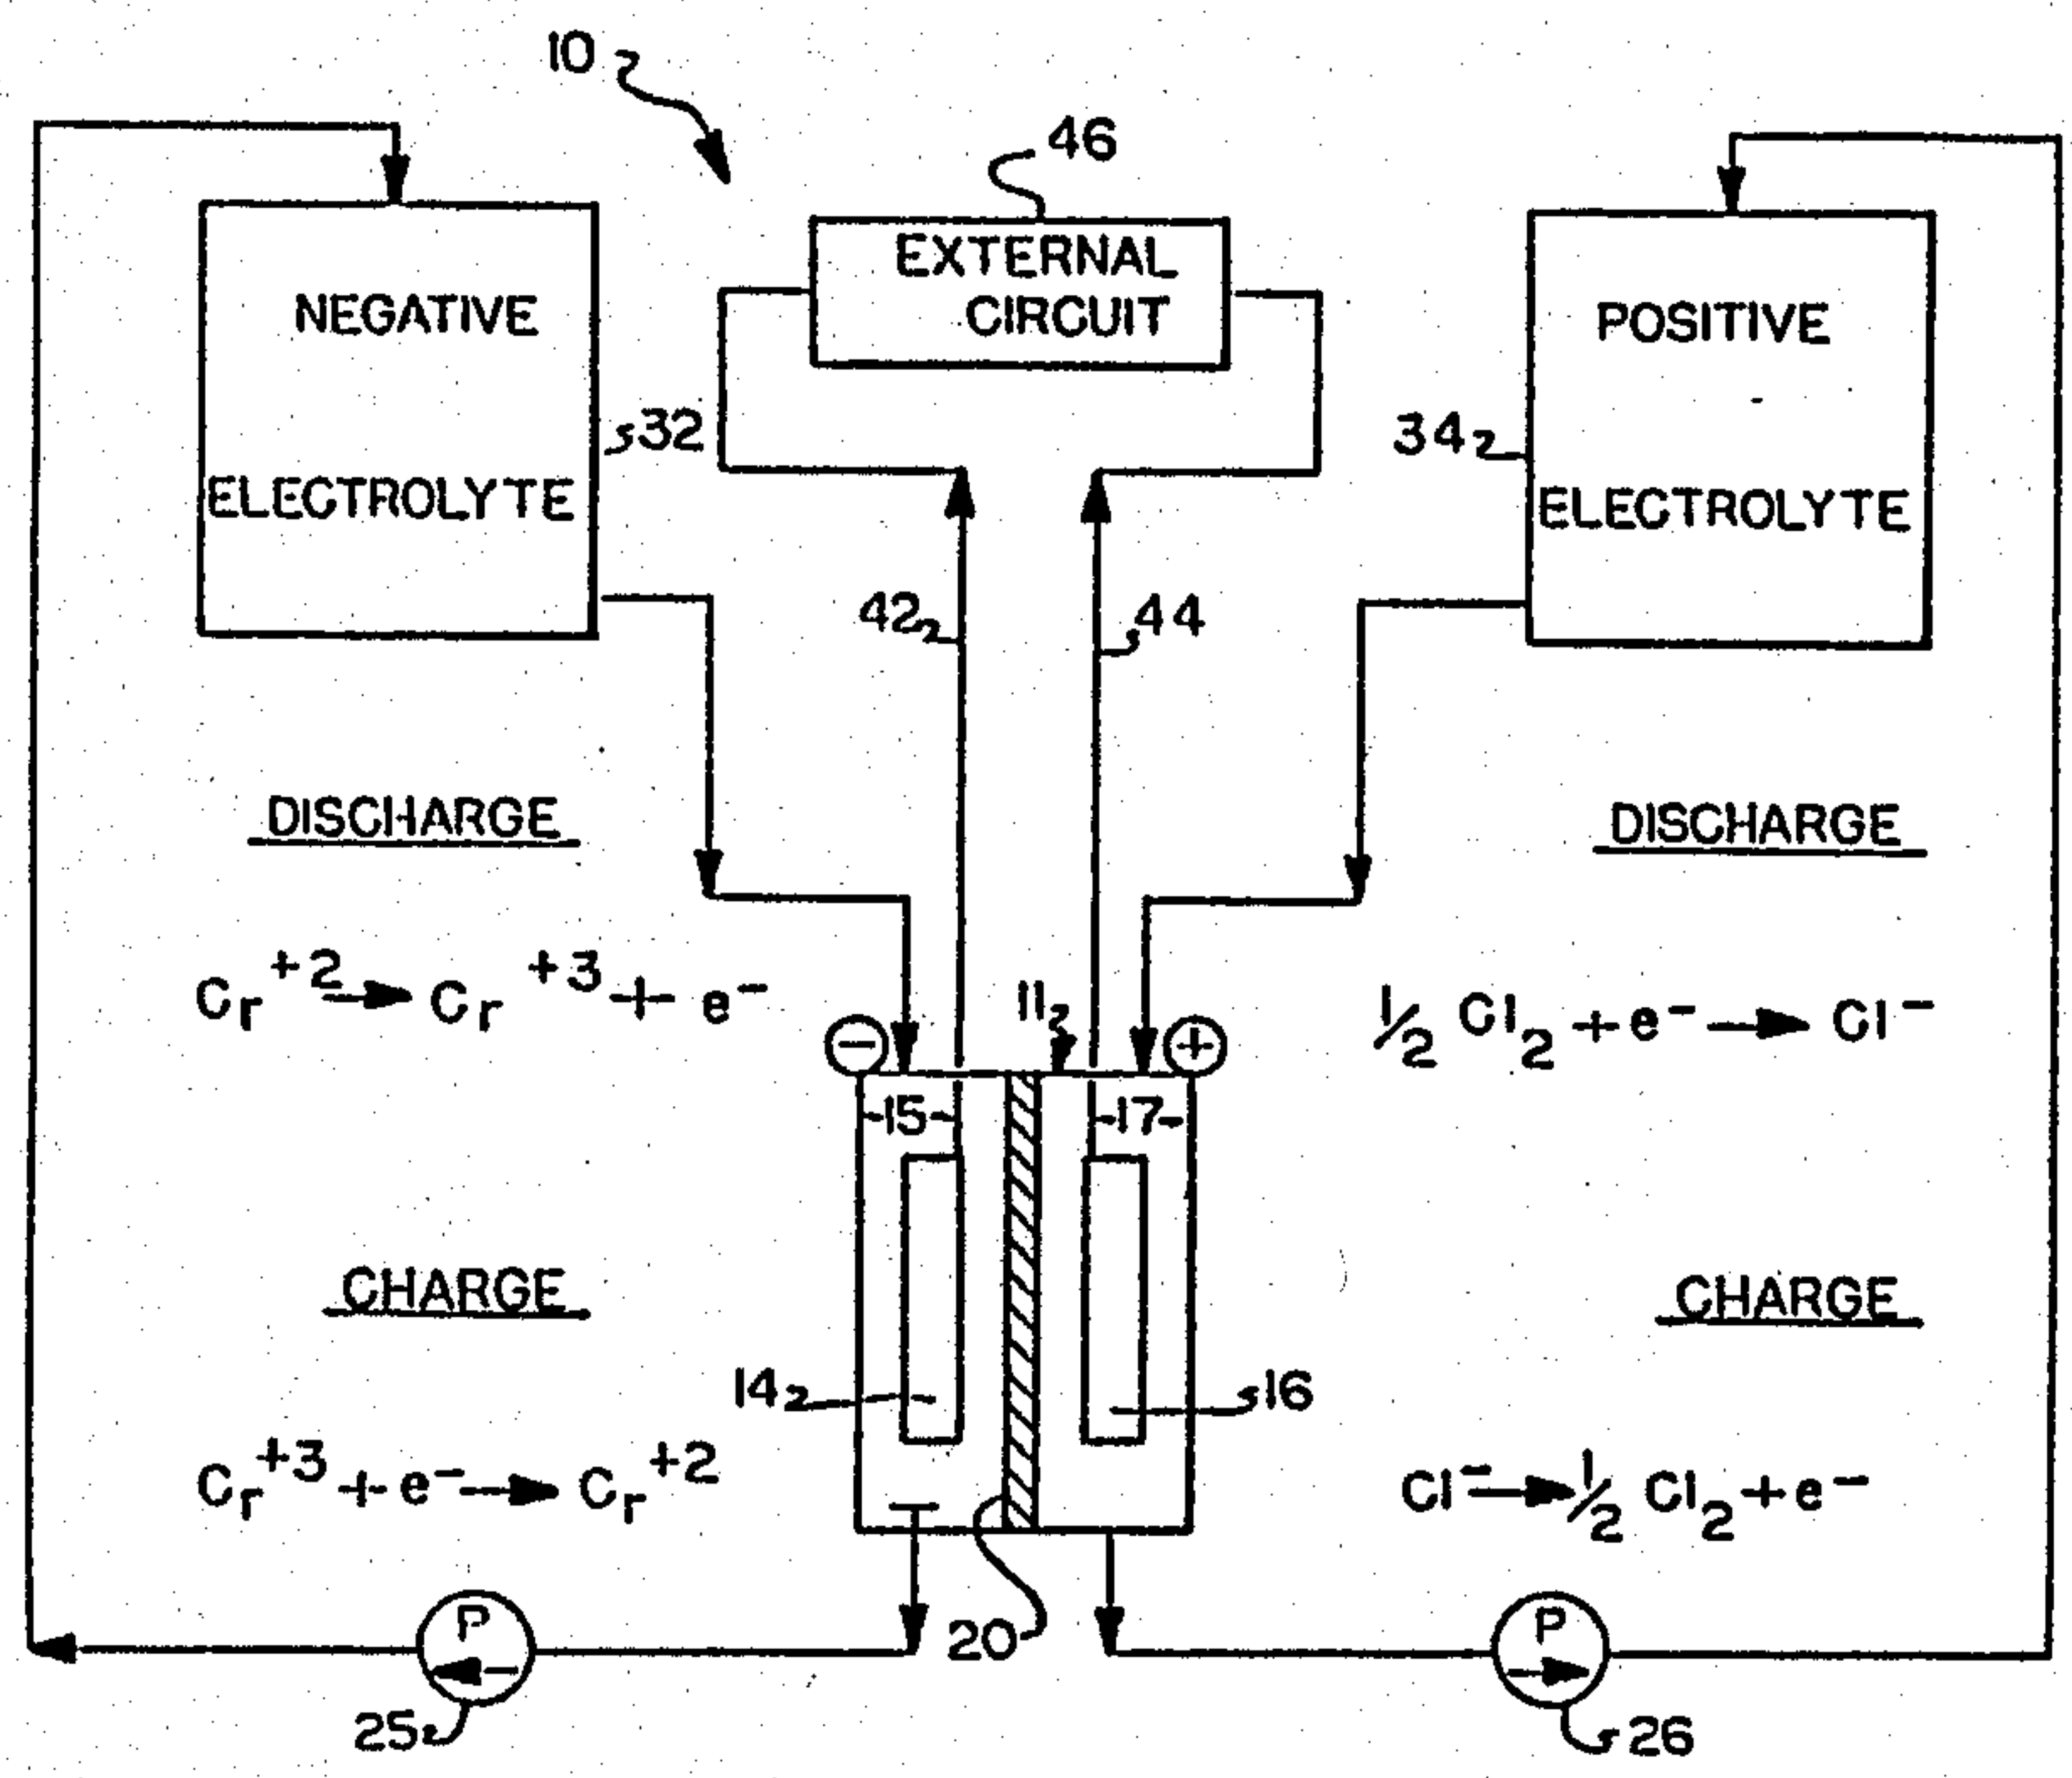 10
46
EXTERNAL
CIRCUIT
NEGATIVE
ELECTROLYTE
32
POSITIVE
ELECTROLYTE
34
42
44
DISCHARGE
Cr⁺² → Cr⁺³ + e⁻
DISCHARGE
½ Cl₂ + e⁻ → Cl⁻
11
−
+
15
17
CHARGE
Cr⁺³ + e⁻ → Cr⁺²
CHARGE
Cl⁻ → ½ Cl₂ + e⁻
14
16
20
P
25
P
26